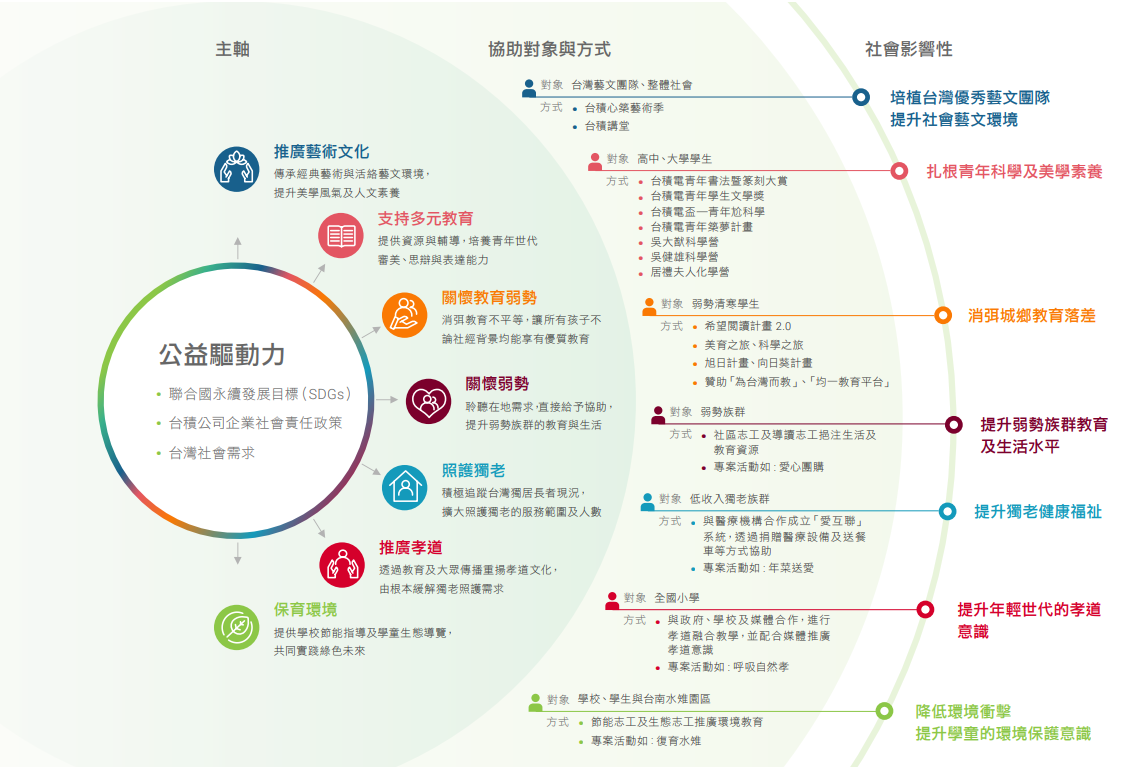 主軸
協助對象與方式
社會影響性
公益驅動力
• 聯合國永續發展目標（SDGs）
• 台積公司企業社會責任政策
• 台灣社會需求
推廣藝術文化
傳承經典藝術與活絡藝文環境，
提升美學風氣及人文素養
對象 台灣藝文團隊、整體社會
方式 • 台積心築藝術季
• 台積講堂
培植台灣優秀藝文團隊
提升社會藝文環境
支持多元教育
提供資源與輔導，培養青年世代
審美、思辯與表達能力
對象 高中、大學學生
方式 • 台積電青年書法暨篆刻大賞
• 台積電青年學生文學獎
• 台積電盃—青年尬科學
• 台積電青年築夢計畫
• 吳大猷科學營
• 吳健雄科學營
• 居禮夫人化學營
扎根青年科學及美學素養
關懷教育弱勢
消弭教育不平等，讓所有孩子不
論社經背景均能享有優質教育
對象 弱勢清寒學生
方式 • 希望閱讀計畫 2.0
• 美育之旅、科學之旅
• 旭日計畫、向日葵計畫
• 贊助「為台灣而教」、「均一教育平台」
消弭城鄉教育落差
關懷弱勢
聆聽在地需求，直接給予協助，
提升弱勢族群的教育與生活
對象 弱勢族群
方式 • 社區志工及導讀志工挹注生活及
教育資源
• 專案活動如：愛心團購
提升弱勢族群教育
及生活水平
照護獨老
積極追蹤台灣獨居長者現況，
擴大照護獨老的服務範圍及人數
對象 低收入獨老族群
方式 • 與醫療機構合作成立「愛互聯」
系統，透過捐贈醫療設備及送餐
車等方式協助
• 專案活動如：年菜送愛
提升獨老健康福祉
推廣孝道
透過教育及大眾傳播重揚孝道文化，
由根本緩解獨老照護需求
對象 全國小學
方式 • 與政府、學校及媒體合作，進行
孝道融合教學，並配合媒體推廣
孝道意識
• 專案活動如：呼吸自然孝
提升年輕世代的孝道
意識
保育環境
提供學校節能指導及學童生態導覽，
共同實踐綠色未來
對象 學校、學生與台南水雉園區
方式 • 節能志工及生態志工推廣環境教育
• 專案活動如：復育水雉
降低環境衝擊
提升學童的環境保護意識